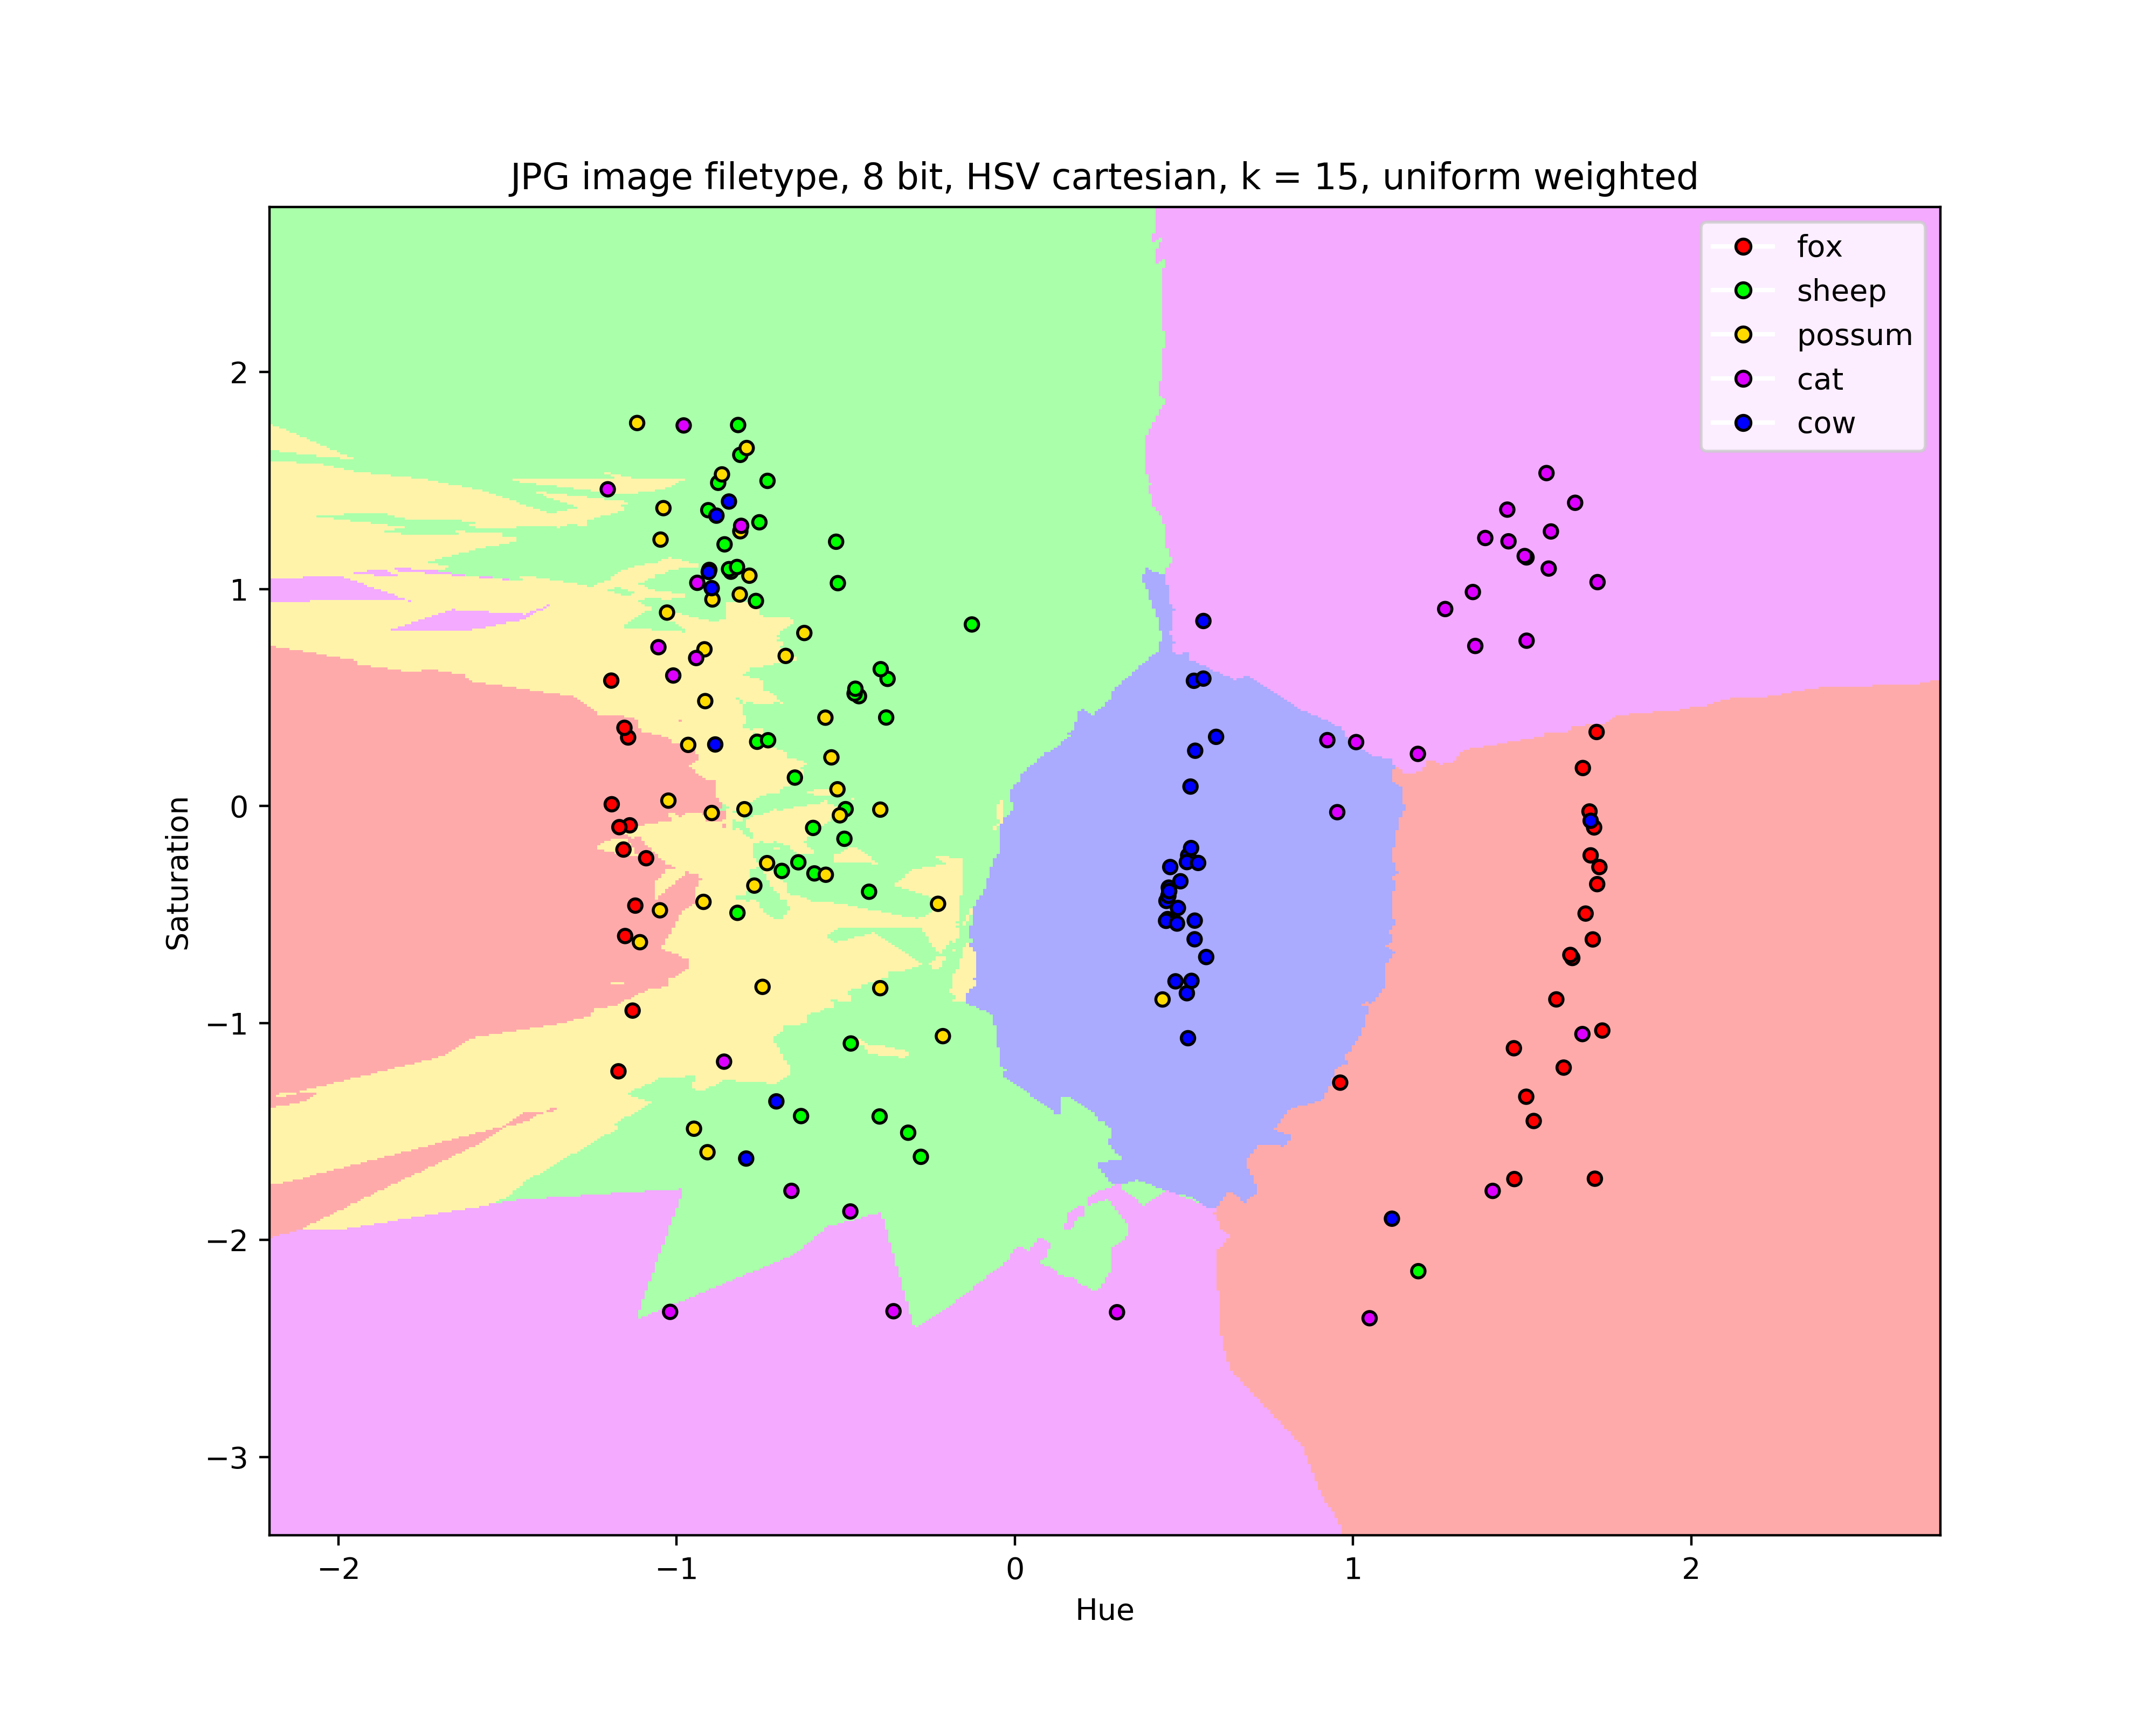 JPG image filetype, 8 bit, HSV cartesian, k = 15, uniform weighted
fox
sheep
possum
cat
cow
2
1
0
−1
−2
−3
Saturation
−2
−1
0
1
2
Hue